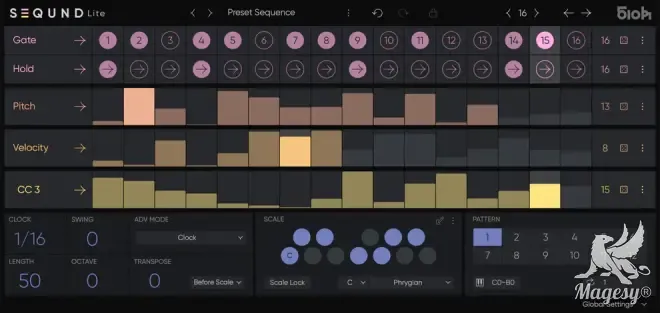 SEQUND Lite
Preset Sequence
16
Gate 1 2 3 4 5 6 7 8 9 10 11 12 13 14 15 16 16
Hold 16
Pitch 13
Velocity 8
CC 3 15
CLOCK SWING ADV MODE
1/16 0 Clock
LENGTH OCTAVE TRANSPOSE
50 0 0 Before Scale
SCALE
C
Scale Lock C Phrygian
PATTERN
1 2 3 4
7 8 9 10
C0-B0 1
Magesy®
Global Settings